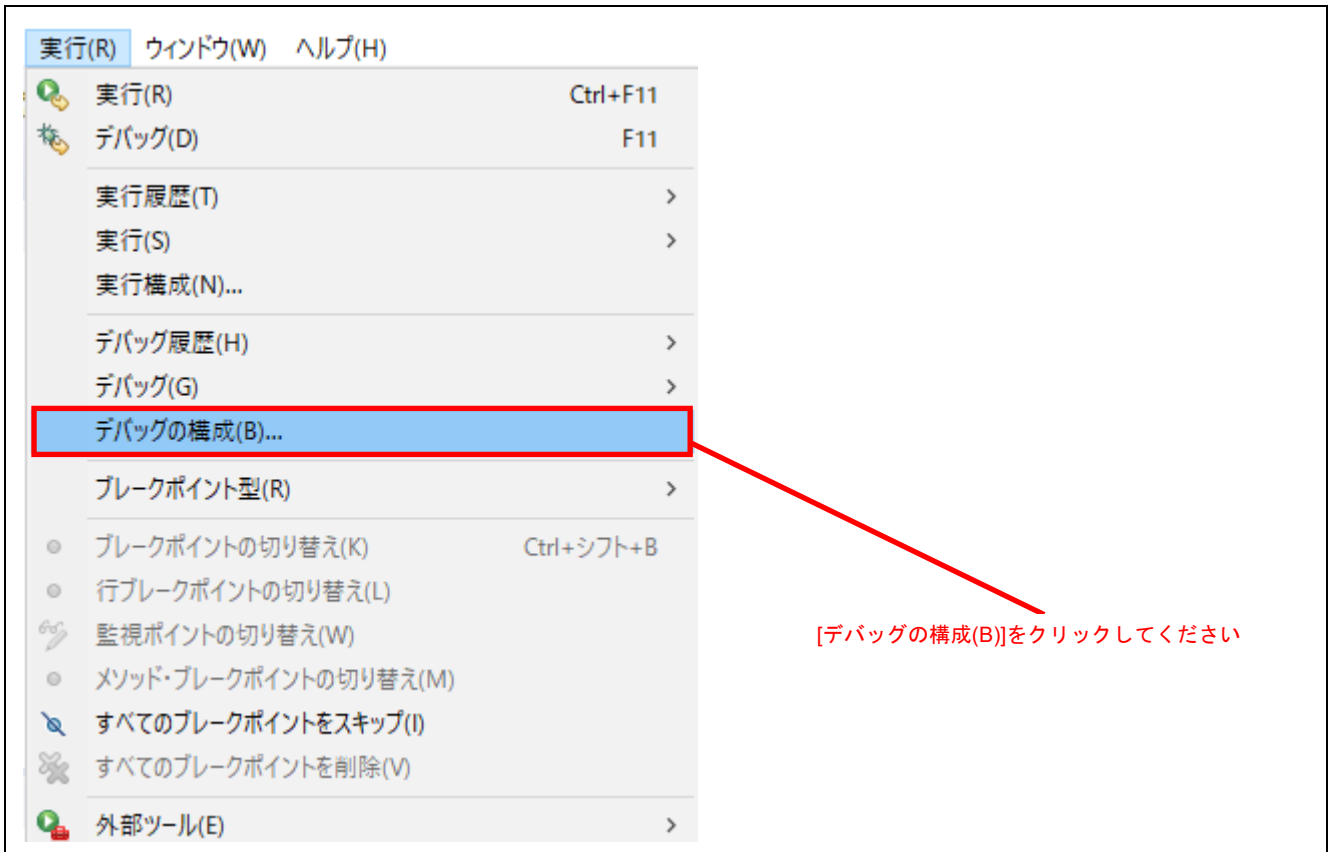 実行(R) ウィンドウ(W) ヘルプ(H)
実行(R) Ctrl+F11
デバッグ(D) F11
実行履歴(T)
実行(S)
実行構成(N)...
デバッグ履歴(H)
デバッグ(G)
デバッグの構成(B)...
ブレークポイント型(R)
ブレークポイントの切り替え(K) Ctrl+シフト+B
行ブレークポイントの切り替え(L)
監視ポイントの切り替え(W)
[デバッグの構成(B)]をクリックしてください
メソッド・ブレークポイントの切り替え(M)
すべてのブレークポイントをスキップ(I)
すべてのブレークポイントを削除(V)
外部ツール(E)